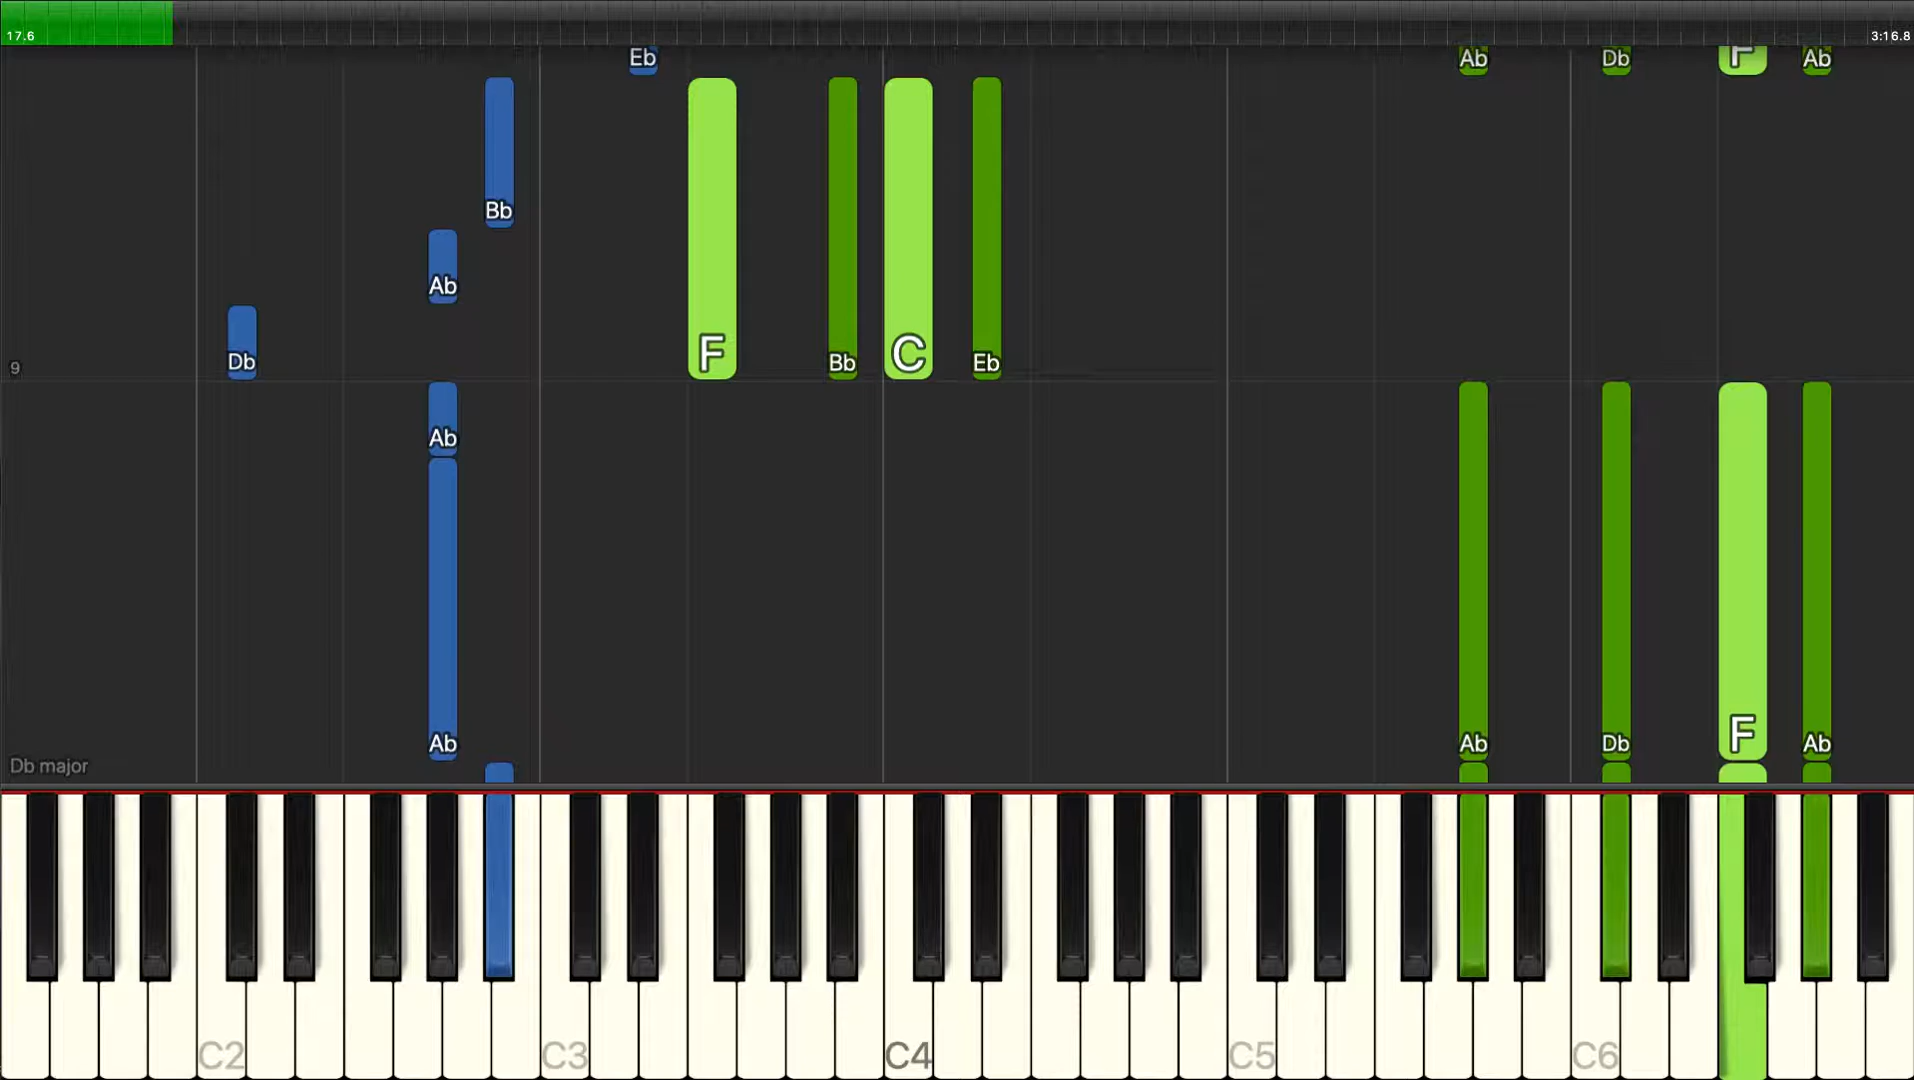 17.6 3:16.8
Eb Ab Db F Ab
Bb
Ab
Db F Bb C Eb
9
Ab
Ab Ab Db F Ab
Db major
C2 C3 C4 C5 C6